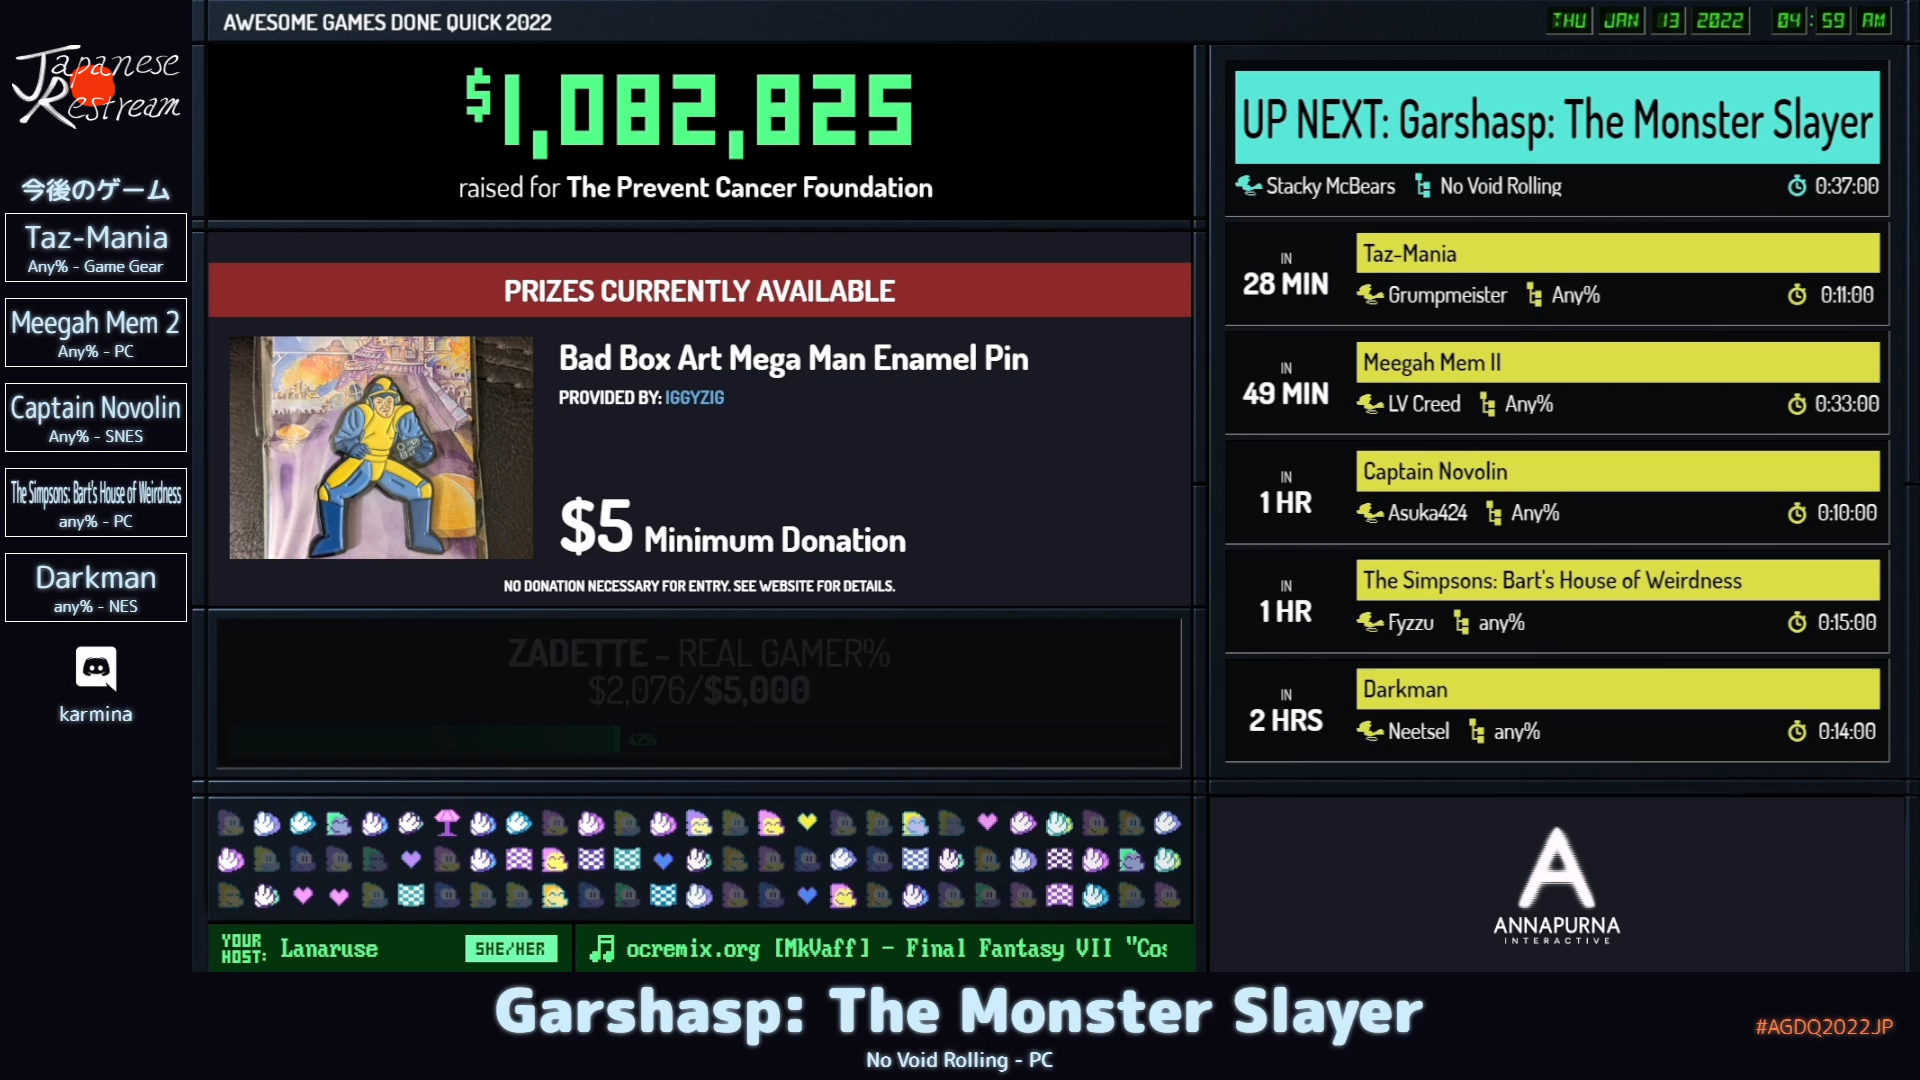 Japanese
Restream
今後のゲーム
Taz-Mania
Any% - Game Gear
Meegah Mem 2
Any% - PC
Captain Novolin
Any% - SNES
The Simpsons: Bart's House of Weirdness
any% - PC
Darkman
any% - NES
karmina
AWESOME GAMES DONE QUICK 2022
THU JAN 13 2022 04:59 AM
$1,082,825
raised for The Prevent Cancer Foundation
PRIZES CURRENTLY AVAILABLE
Bad Box Art Mega Man Enamel Pin
PROVIDED BY: IGGYZIG
$5 Minimum Donation
NO DONATION NECESSARY FOR ENTRY. SEE WEBSITE FOR DETAILS.
ZADETTE - REAL GAMER%
$2,076/$5,000
42%
YOUR HOST: Lanaruse SHE/HER
ocremix.org [MkVaff] - Final Fantasy VII "Cos
UP NEXT: Garshasp: The Monster Slayer
Stacky McBears No Void Rolling 0:37:00
IN 28 MIN
Taz-Mania
Grumpmeister Any% 0:11:00
IN 49 MIN
Meegah Mem II
LV Creed Any% 0:33:00
IN 1 HR
Captain Novolin
Asuka424 Any% 0:10:00
IN 1 HR
The Simpsons: Bart's House of Weirdness
Fyzzu any% 0:15:00
IN 2 HRS
Darkman
Neetsel any% 0:14:00
ANNAPURNA
INTERACTIVE
Garshasp: The Monster Slayer
No Void Rolling - PC
#AGDQ2022JP